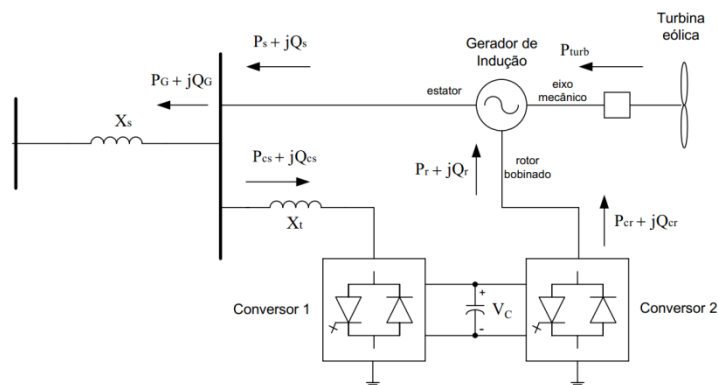 Turbina
eólica
Gerador de
Indução
Ps + jQs
Pturb
PG + jQG
estator
eixo
mecânico
Xs
Pcs + jQcs
Pr + jQr
rotor
bobinado
Xt
Pcr + jQcr
Conversor 1
+
VC
-
Conversor 2